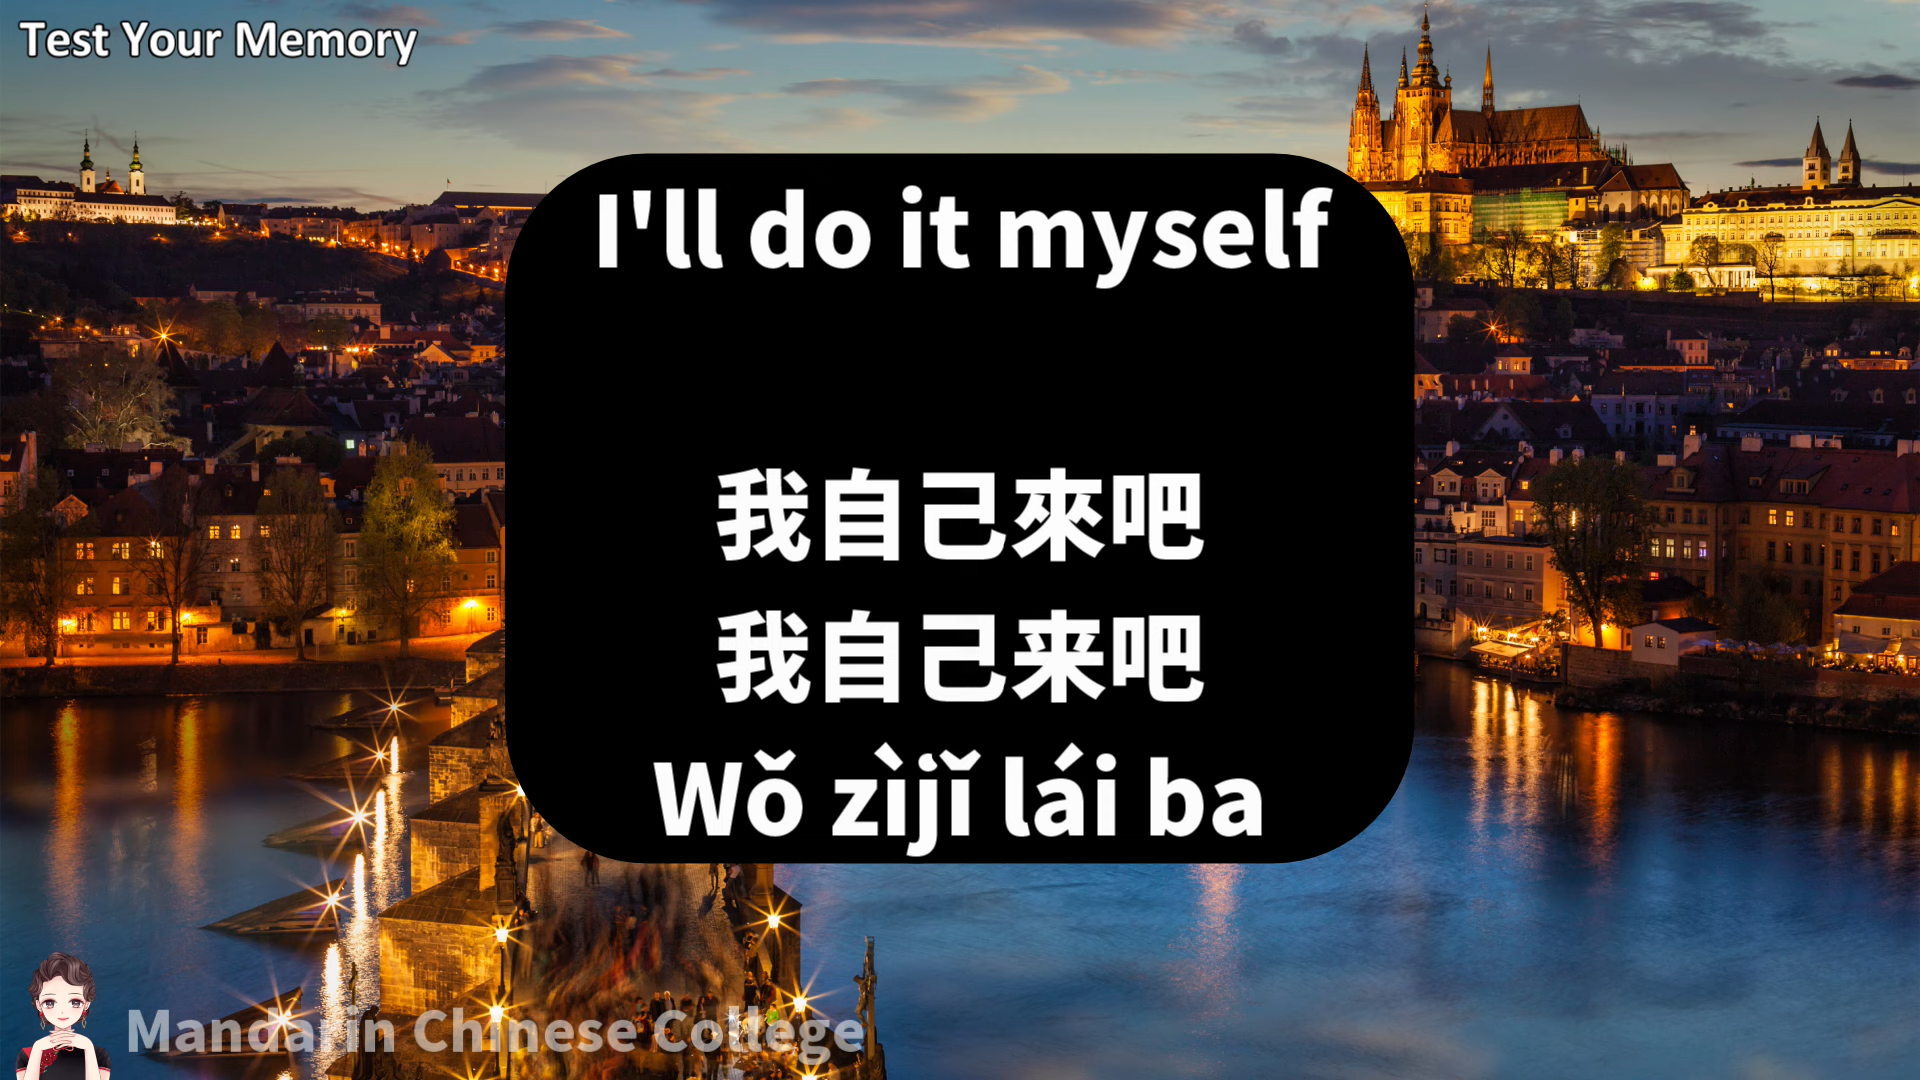 Test Your Memory
I'll do it myself
我自己來吧
我自己来吧
Wǒ zìjǐ lái ba
Mandarin Chinese College